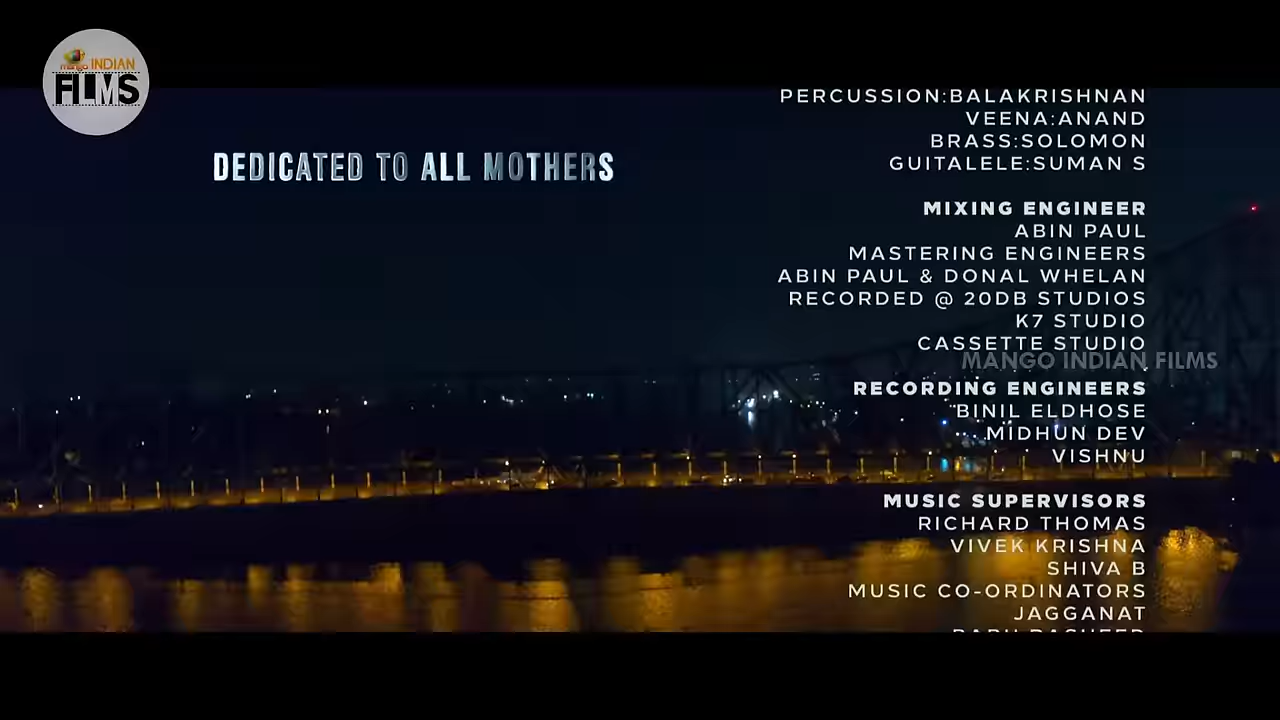 mango INDIAN
FILMS
DEDICATED TO ALL MOTHERS
PERCUSSION:BALAKRISHNAN
VEENA:ANAND
BRASS:SOLOMON
GUITALELE:SUMAN S
MIXING ENGINEER
ABIN PAUL
MASTERING ENGINEERS
ABIN PAUL & DONAL WHELAN
RECORDED @ 20DB STUDIOS
K7 STUDIO
CASSETTE STUDIO
MANGO INDIAN FILMS
RECORDING ENGINEERS
BINIL ELDHOSE
MIDHUN DEV
VISHNU
MUSIC SUPERVISORS
RICHARD THOMAS
VIVEK KRISHNA
SHIVA B
MUSIC CO-ORDINATORS
JAGGANAT